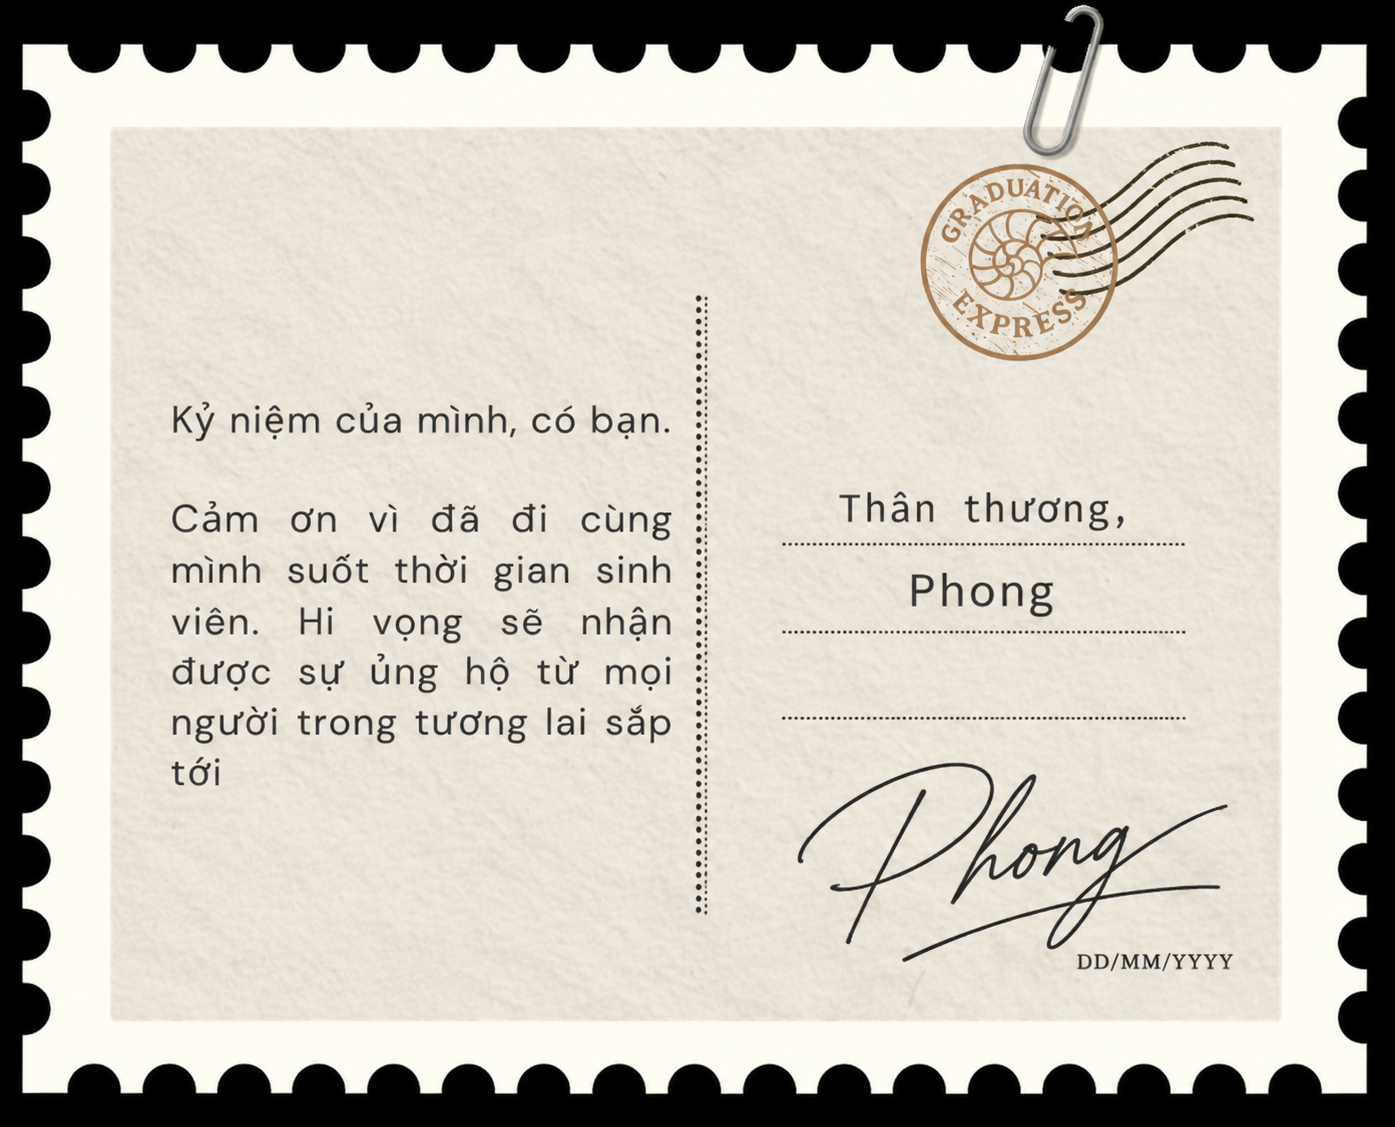 GRADUATION
EXPRESS
Kỷ niệm của mình, có bạn.
Cảm ơn vì đã đi cùng
mình suốt thời gian sinh
viên. Hi vọng sẽ nhận
được sự ủng hộ từ mọi
người trong tương lai sắp
tới
Thân thương,
Phong
Phong
DD/MM/YYYY